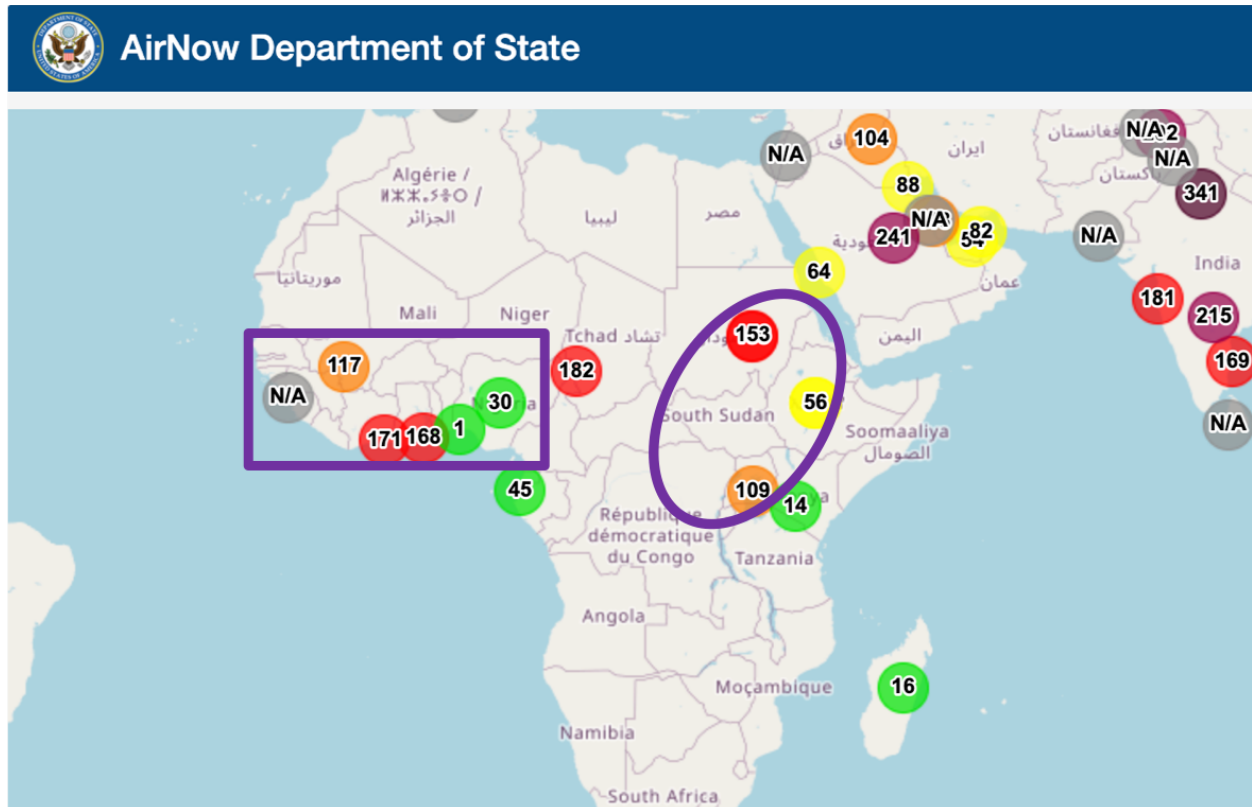 AirNow Department of State
N/A
104
ایران
N/A
افغانستان
N/A
پاکستان
341
88
N/A
82
241
N/A
Algérie /
الجزائر
ليبيا
مصر
64
عمان
India
181
215
169
N/A
موريتانيا
Mali
Niger
Tchad تشاد
اليمن
153
117
N/A
182
30
171
168
1
South Sudan
56
Soomaaliya
الصومال
45
109
14
République
démocratique
du Congo
Tanzania
Angola
16
Moçambique
Namibia
South Africa